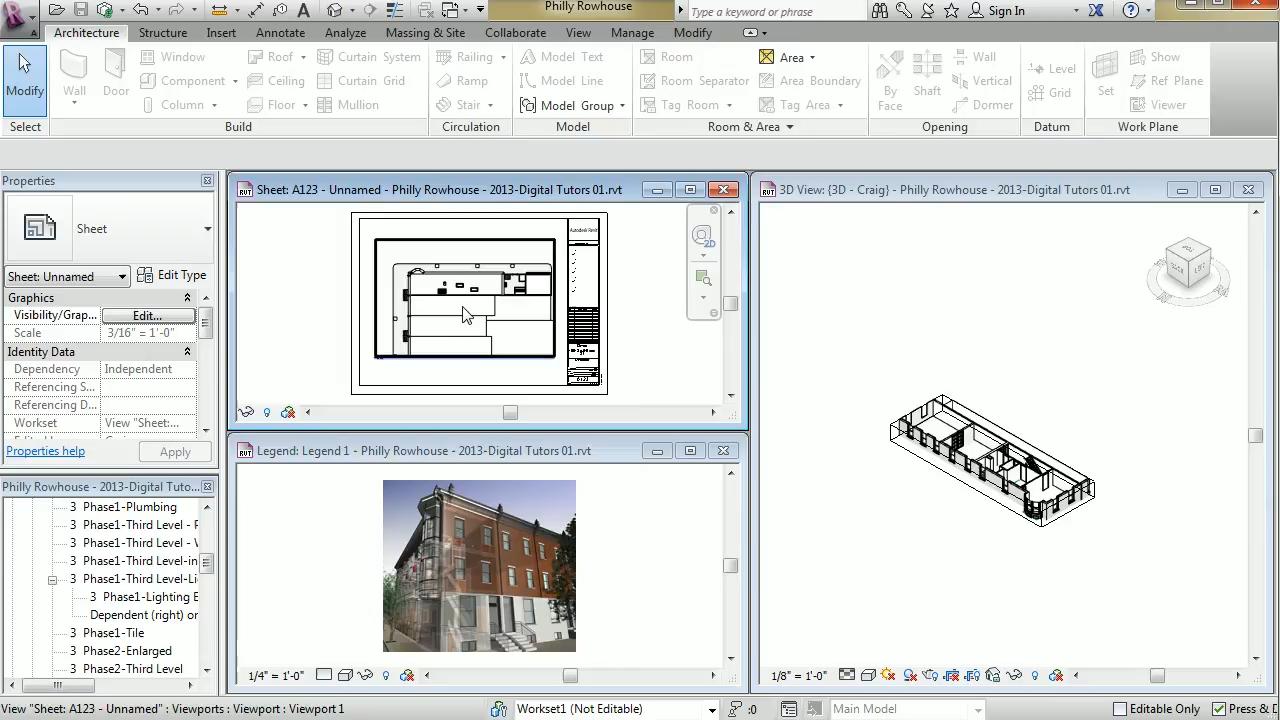 Philly Rowhouse
Type a keyword or phrase
Sign In
Architecture Structure Insert Annotate Analyze Massing & Site Collaborate View Manage Modify
Modify
Wall
Door
Window
Component
Column
Roof
Ceiling
Floor
Curtain System
Curtain Grid
Mullion
Railing
Ramp
Stair
Model Text
Model Line
Model Group
Room
Room Separator
Tag Room
Area
Area Boundary
Tag Area
By Face
Shaft
Wall
Vertical
Dormer
Level
Grid
Set
Show
Ref Plane
Viewer
Select Build Circulation Model Room & Area Opening Datum Work Plane
Properties
Sheet
Sheet: Unnamed
Edit Type
Graphics
Visibility/Grap... Edit...
Scale 3/16" = 1'-0"
Identity Data
Dependency Independent
Referencing S...
Referencing D...
Workset View "Sheet:...
Properties help
Apply
Philly Rowhouse - 2013-Digital Tuto...
3 Phase1-Plumbing
3 Phase1-Third Level - F
3 Phase1-Third Level - V
3 Phase1-Third Level-in
3 Phase1-Third Level-Li
3 Phase1-Lighting E
Dependent (right) or
3 Phase1-Tile
3 Phase2-Enlarged
3 Phase2-Third Level
Sheet: A123 - Unnamed - Philly Rowhouse - 2013-Digital Tutors 01.rvt
Autodesk Revit
2D
Legend: Legend 1 - Philly Rowhouse - 2013-Digital Tutors 01.rvt
1/4" = 1'-0"
3D View: {3D - Craig} - Philly Rowhouse - 2013-Digital Tutors 01.rvt
BACK
LEFT
1/8" = 1'-0"
View "Sheet: A123 - Unnamed" : Viewports : Viewport 1
Workset1 (Not Editable)
:0
Main Model
Editable Only
Press & D